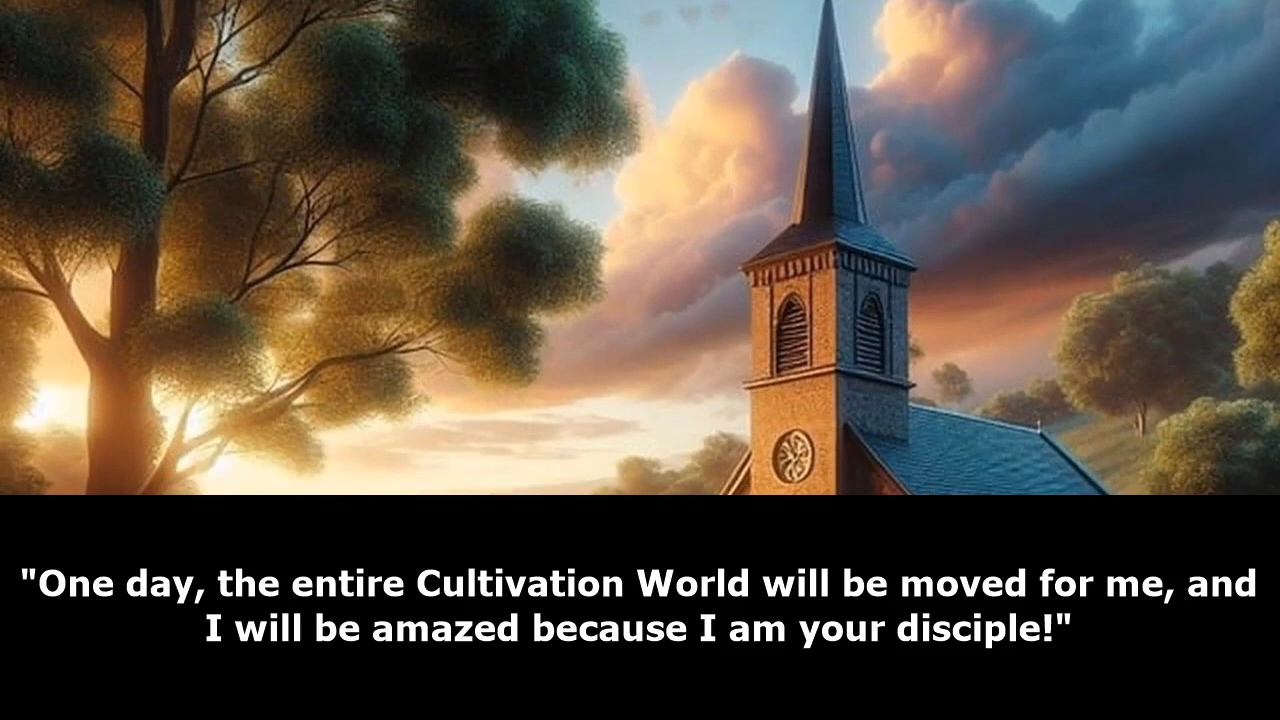 "One day, the entire Cultivation World will be moved for me, and
I will be amazed because I am your disciple!"